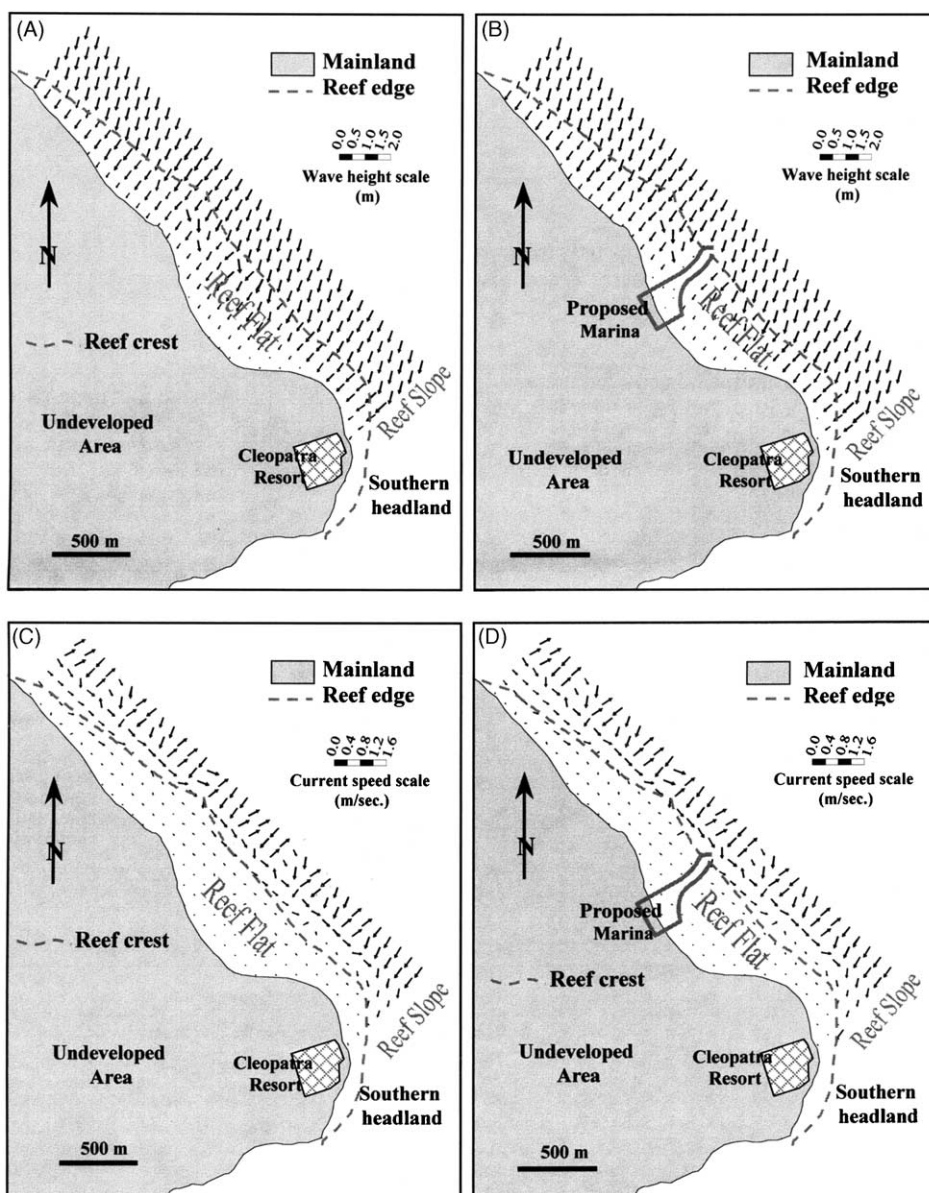 (A)
Mainland
Reef edge
0.0
0.5
1.0
1.5
2.0
Wave height scale
(m)
N
Reef Flat
Reef crest
Reef Slope
Undeveloped
Area
Cleopatra
Resort
Southern
headland
500 m
(B)
Mainland
Reef edge
0.0
0.5
1.0
1.5
2.0
Wave height scale
(m)
N
Proposed
Marina
Reef Flat
Reef crest
Reef Slope
Undeveloped
Area
Cleopatra
Resort
Southern
headland
500 m
(C)
Mainland
Reef edge
0.0
0.4
0.8
1.2
1.6
Current speed scale
(m/sec.)
N
Reef Flat
Reef crest
Reef Slope
Undeveloped
Area
Cleopatra
Resort
Southern
headland
500 m
(D)
Mainland
Reef edge
0.0
0.4
0.8
1.2
1.6
Current speed scale
(m/sec.)
N
Proposed
Marina
Reef Flat
Reef crest
Reef Slope
Undeveloped
Area
Cleopatra
Resort
Southern
headland
500 m